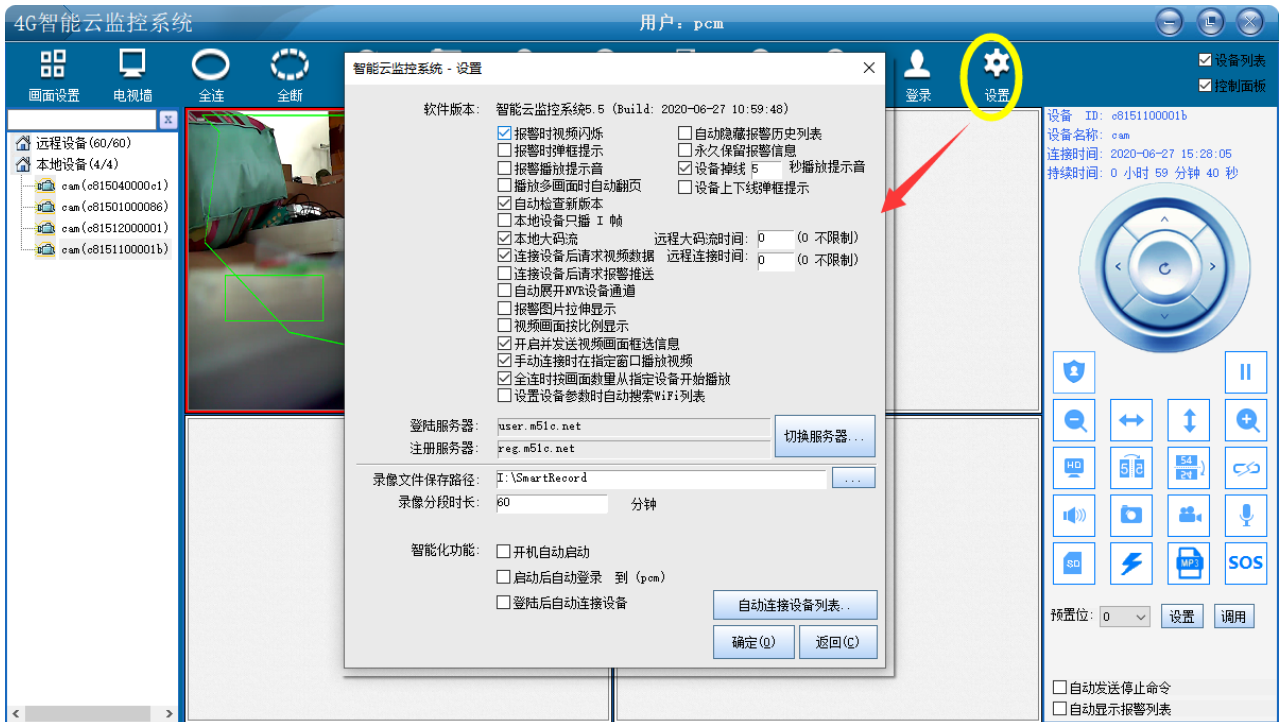 4G智能云监控系统
用户: pcm
画面设置 电视墙 全连 全断 登录 设置
设备列表
控制面板
远程设备(60/60)
本地设备(4/4)
cam(c815040000c1)
cam(c81501000086)
cam(c81512000001)
cam(c8151100001b)
智能云监控系统 - 设置
软件版本: 智能云监控系统5.5 (Build: 2020-06-27 10:59:48)
报警时视频闪烁 自动隐藏报警历史列表
报警时弹框提示 永久保留报警信息
报警播放提示音 设备掉线 5 秒播放提示音
播放多画面时自动翻页 设备上下线弹框提示
自动检查新版本
本地设备只播 I 帧
本地大码流 远程大码流时间: 0 (0 不限制)
连接设备后请求视频数据 远程连接时间: 0 (0 不限制)
连接设备后请求报警推送
自动展开NVR设备通道
报警图片拉伸显示
视频画面按比例显示
开启并发送视频画面框选信息
手动连接时在指定窗口播放视频
全连时按画面数量从指定设备开始播放
设置设备参数时自动搜索WiFi列表
登陆服务器: user.m51c.net
注册服务器: reg.m51c.net
切换服务器...
录像文件保存路径: I:\SmartRecord ...
录像分段时长: 60 分钟
智能化功能: 开机自动启动
启动后自动登录 到 (pcm)
登陆后自动连接设备
自动连接设备列表..
确定(O) 返回(C)
设备 ID: c8151100001b
设备名称: cam
连接时间: 2020-06-27 15:28:05
持续时间: 0 小时 59 分钟 40 秒
HD
54
24
SD MP3 SOS
预置位: 0 设置 调用
自动发送停止命令
自动显示报警列表